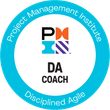 Project Management Institute
PMI
DA
COACH
Disciplined Agile